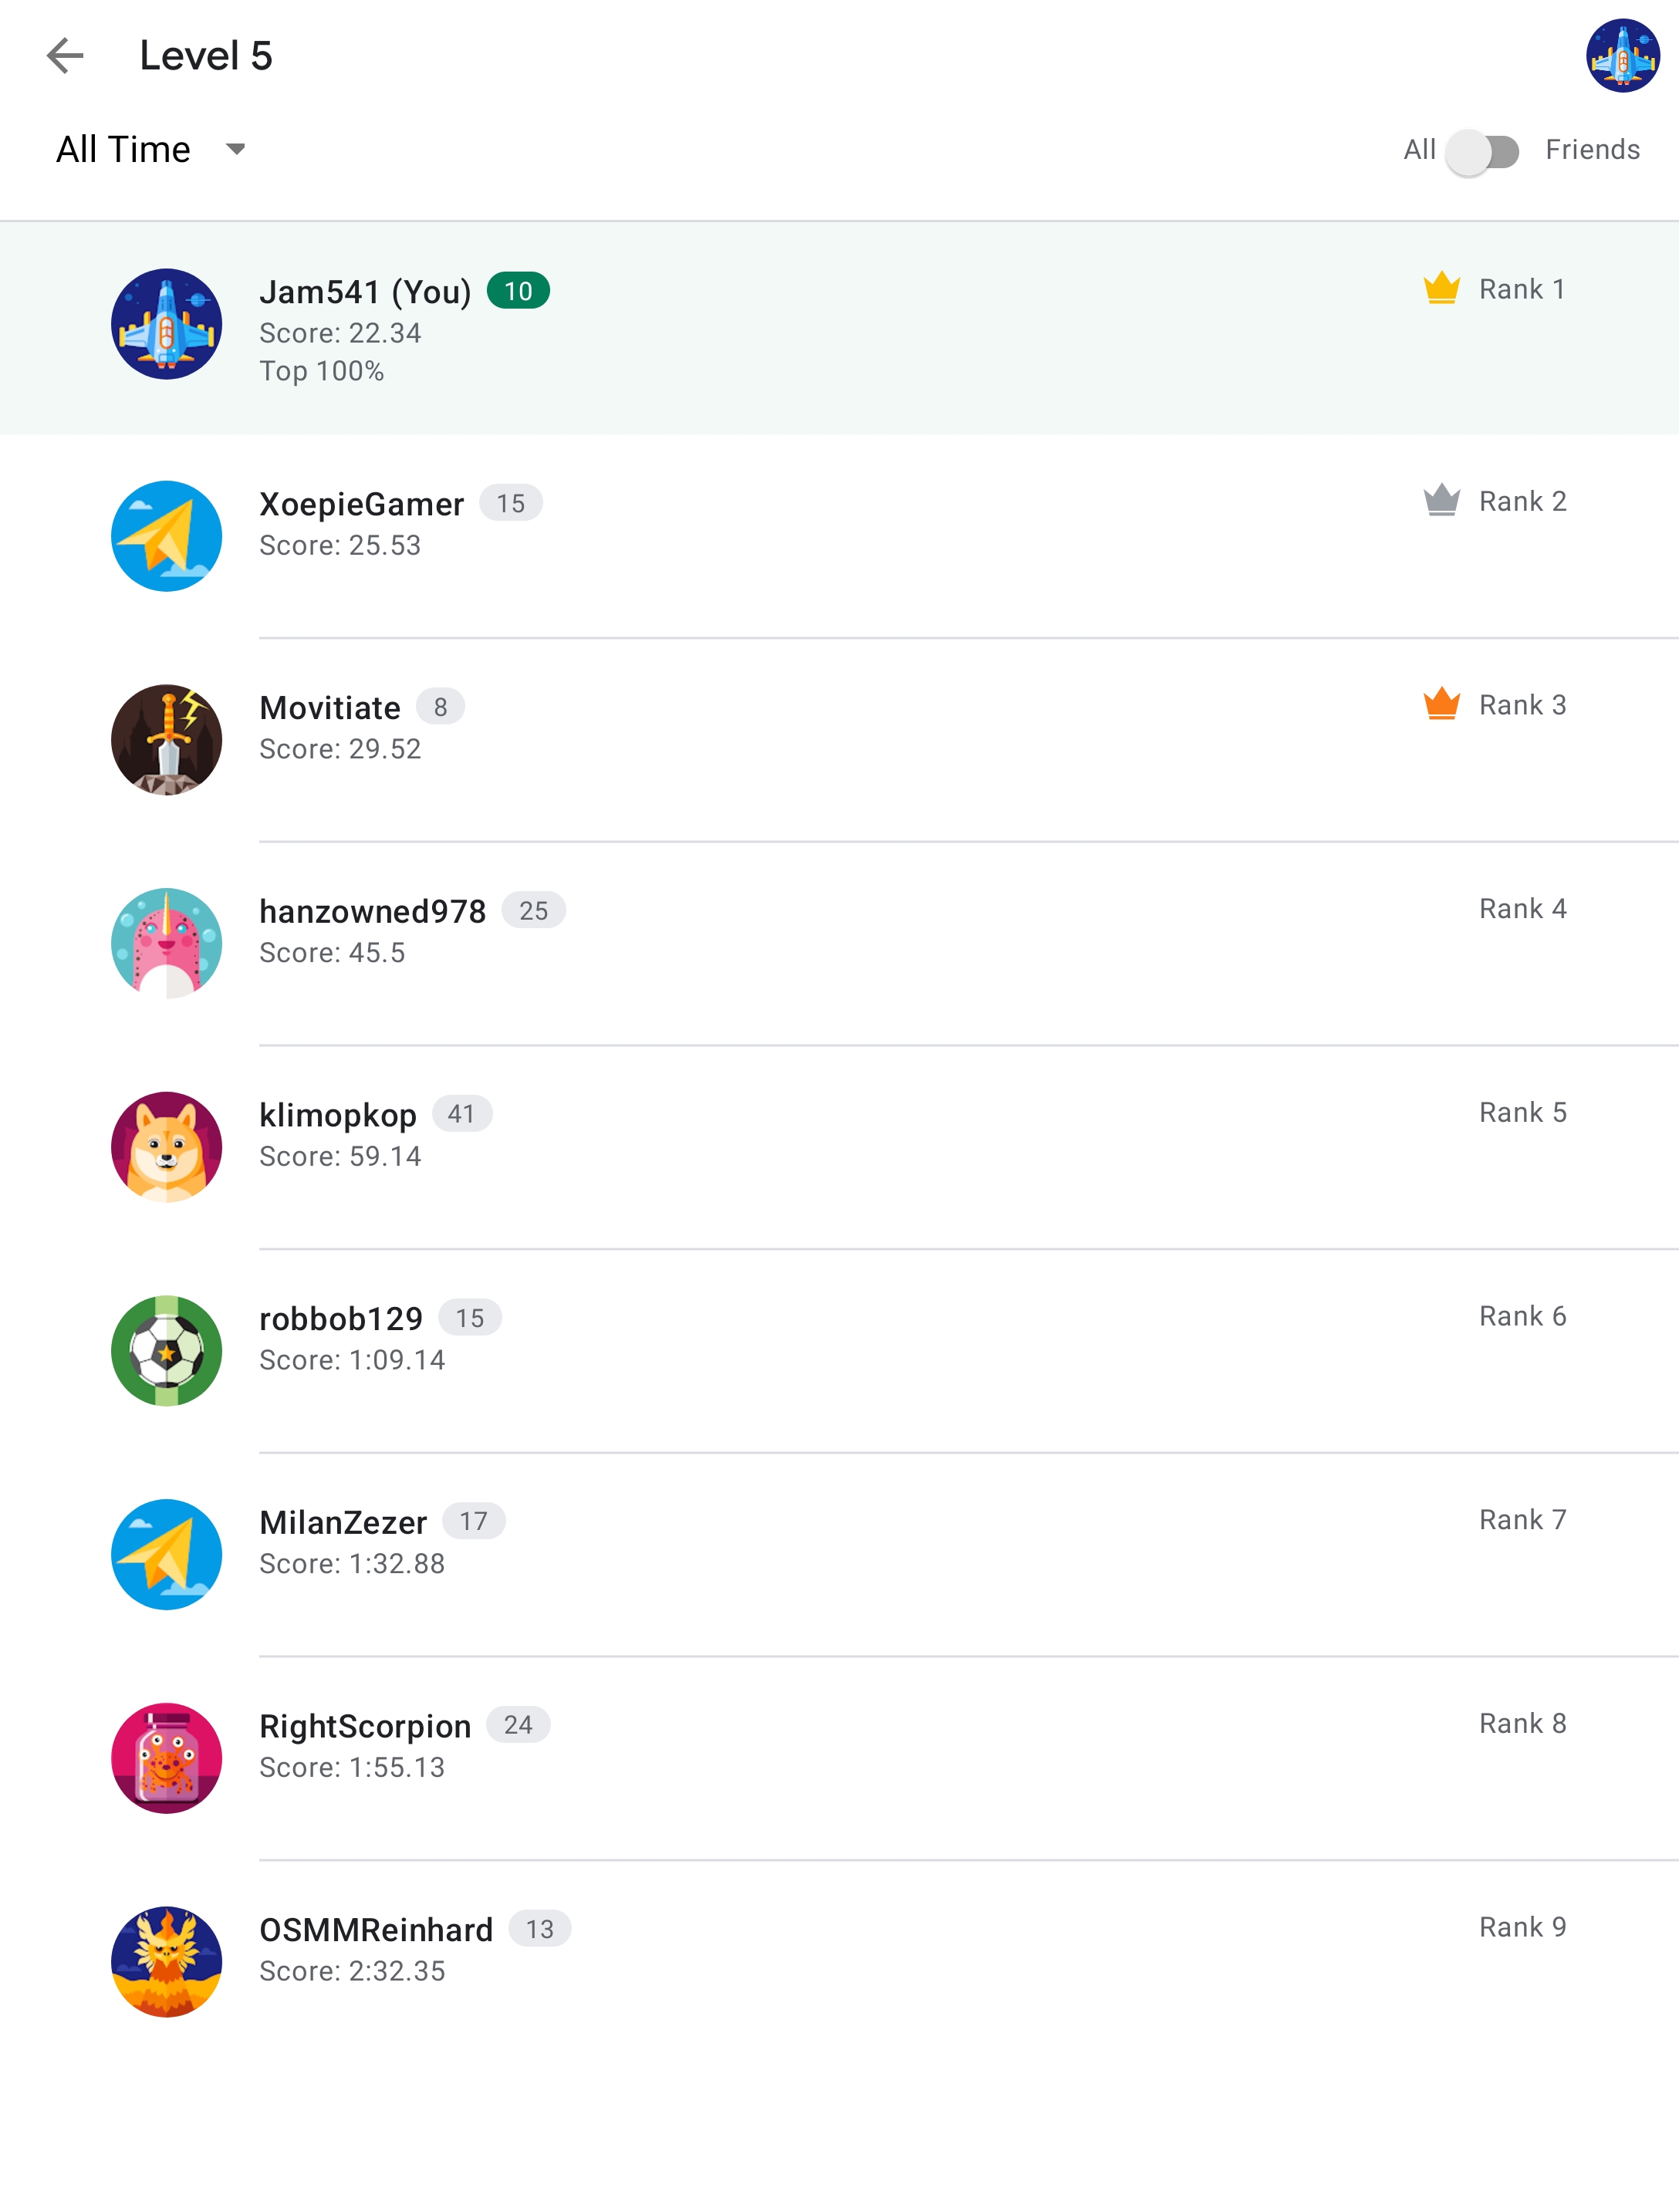 Level 5
All Time
All Friends
Jam541 (You) 10 Rank 1
Score: 22.34
Top 100%
XoepieGamer 15 Rank 2
Score: 25.53
Movitiate 8 Rank 3
Score: 29.52
hanzowned978 25 Rank 4
Score: 45.5
klimopkop 41 Rank 5
Score: 59.14
robbob129 15 Rank 6
Score: 1:09.14
MilanZezer 17 Rank 7
Score: 1:32.88
RightScorpion 24 Rank 8
Score: 1:55.13
OSMMReinhard 13 Rank 9
Score: 2:32.35